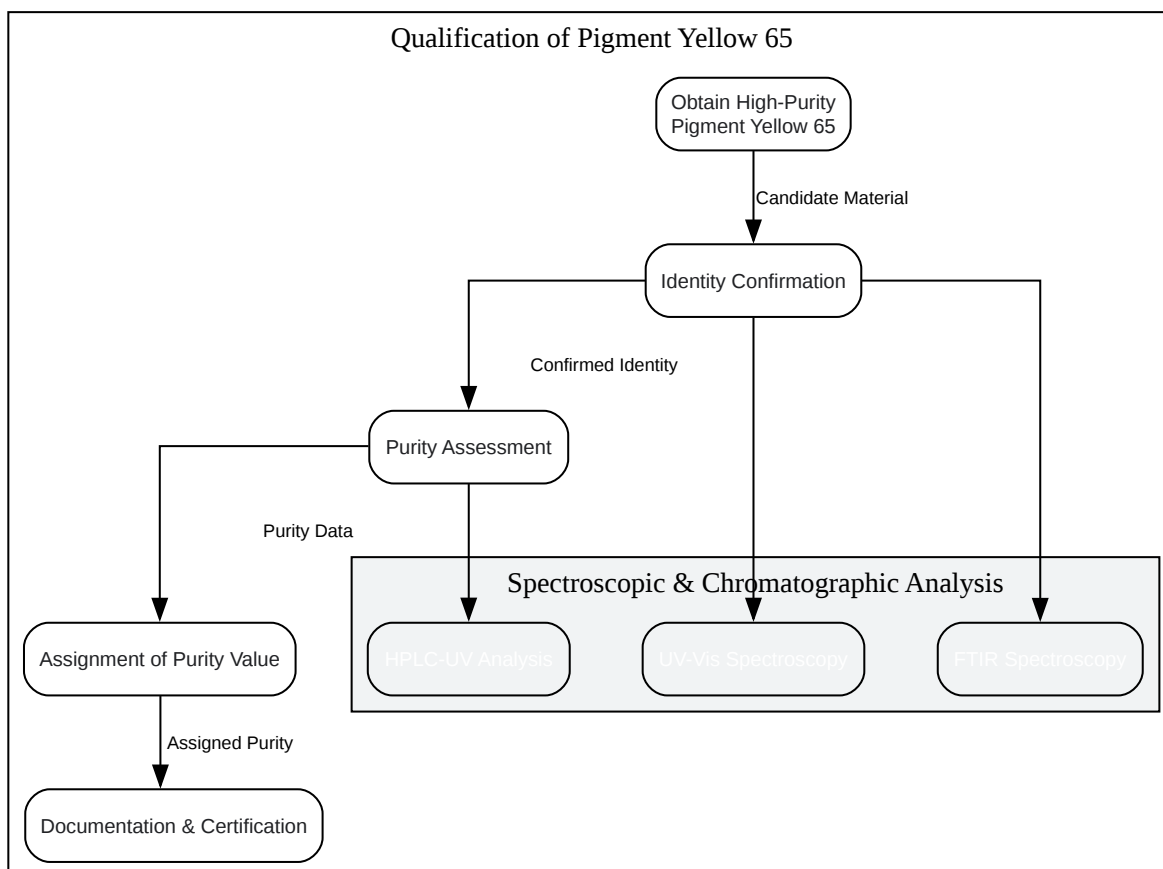 Qualification of Pigment Yellow 65
Obtain High-Purity
Pigment Yellow 65
Candidate Material
Identity Confirmation
Confirmed Identity
Purity Assessment
Purity Data
Spectroscopic & Chromatographic Analysis
Assignment of Purity Value
HPLC-UV Analysis
UV-Vis Spectroscopy
FTIR Spectroscopy
Assigned Purity
Documentation & Certification